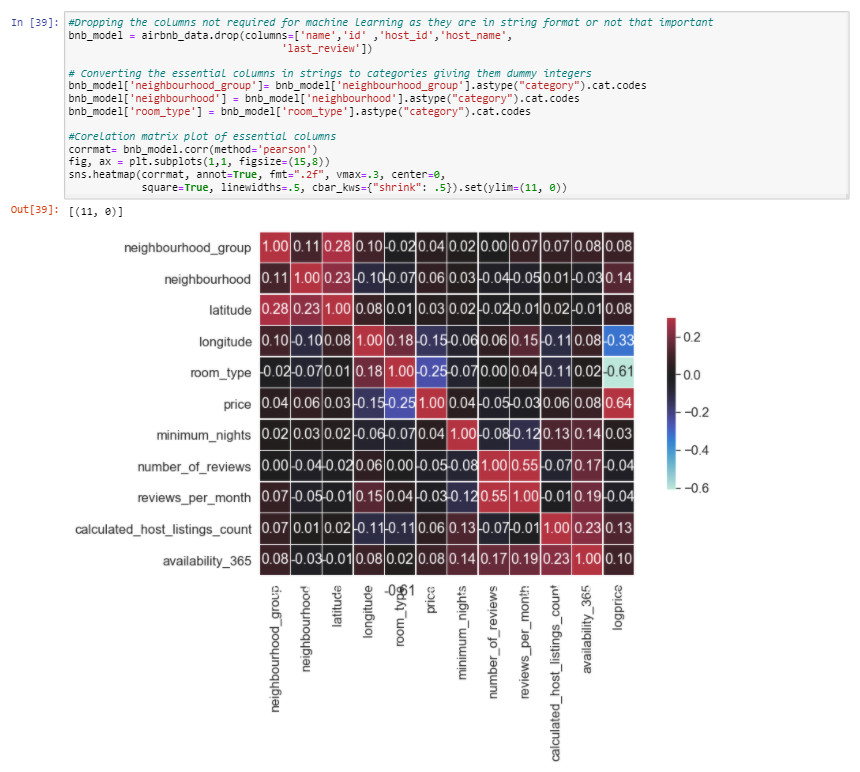 In [39]: #Dropping the columns not required for machine Learning as they are in string format or not that important
bnb_model = airbnb_data.drop(columns=['name','id' ,'host_id','host_name',
'last_review'])
# Converting the essential columns in strings to categories giving them dummy integers
bnb_model['neighbourhood_group']= bnb_model['neighbourhood_group'].astype("category").cat.codes
bnb_model['neighbourhood'] = bnb_model['neighbourhood'].astype("category").cat.codes
bnb_model['room_type'] = bnb_model['room_type'].astype("category").cat.codes
#Corelation matrix plot of essential columns
corrmat= bnb_model.corr(method='pearson')
fig, ax = plt.subplots(1,1, figsize=(15,8))
sns.heatmap(corrmat, annot=True, fmt=".2f", vmax=.3, center=0,
square=True, linewidths=.5, cbar_kws={"shrink": .5}).set(ylim=(11, 0))
Out[39]: [(11, 0)]
neighbourhood_group 1.00 0.11 0.28 0.10 -0.02 0.04 0.02 0.00 0.07 0.07 0.08 0.08
neighbourhood 0.11 1.00 0.23 -0.10 -0.07 0.06 0.03 -0.04 -0.05 0.01 -0.03 0.14
latitude 0.28 0.23 1.00 0.08 0.01 0.03 0.02 -0.02 -0.01 0.02 -0.01 0.08
longitude 0.10 -0.10 0.08 1.00 0.18 -0.15 -0.06 0.06 0.15 -0.11 0.08 -0.33
room_type -0.02 -0.07 0.01 0.18 1.00 -0.25 -0.07 0.00 0.04 -0.11 0.02 -0.61
price 0.04 0.06 0.03 -0.15 -0.25 1.00 0.04 -0.05 -0.03 0.06 0.08 0.64
minimum_nights 0.02 0.03 0.02 -0.06 -0.07 0.04 1.00 -0.08 -0.12 0.13 0.14 0.03
number_of_reviews 0.00 -0.04 -0.02 0.06 0.00 -0.05 -0.08 1.00 0.55 -0.07 0.17 -0.04
reviews_per_month 0.07 -0.05 -0.01 0.15 0.04 -0.03 -0.12 0.55 1.00 -0.01 0.19 -0.04
calculated_host_listings_count 0.07 0.01 0.02 -0.11 -0.11 0.06 0.13 -0.07 -0.01 1.00 0.23 0.13
availability_365 0.08 -0.03 -0.01 0.08 0.02 0.08 0.14 0.17 0.19 0.23 1.00 0.10
0.2
0.0
-0.2
-0.4
-0.6
neighbourhood_group
neighbourhood
latitude
longitude
room_type
price
minimum_nights
number_of_reviews
reviews_per_month
calculated_host_listings_count
availability_365
logprice